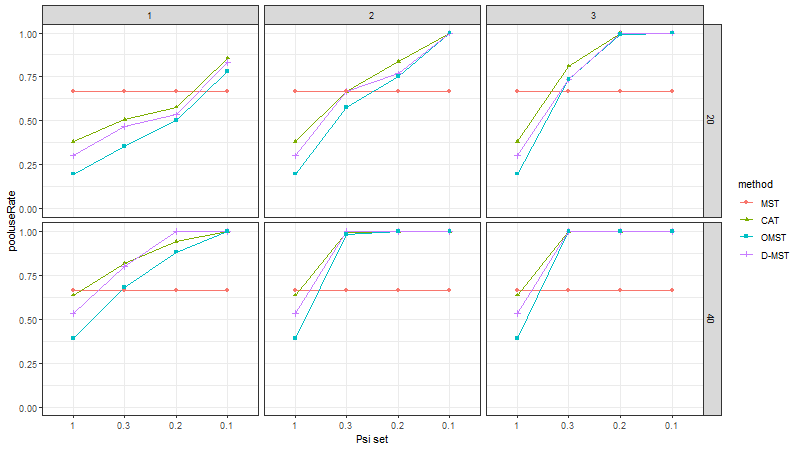 1 2 3
1.00
0.75
0.50
0.25
0.00
20
1.00
0.75
0.50
0.25
0.00
40
pooluseRate
1 0.3 0.2 0.1 1 0.3 0.2 0.1 1 0.3 0.2 0.1
Psi set
method
MST
CAT
OMST
D-MST